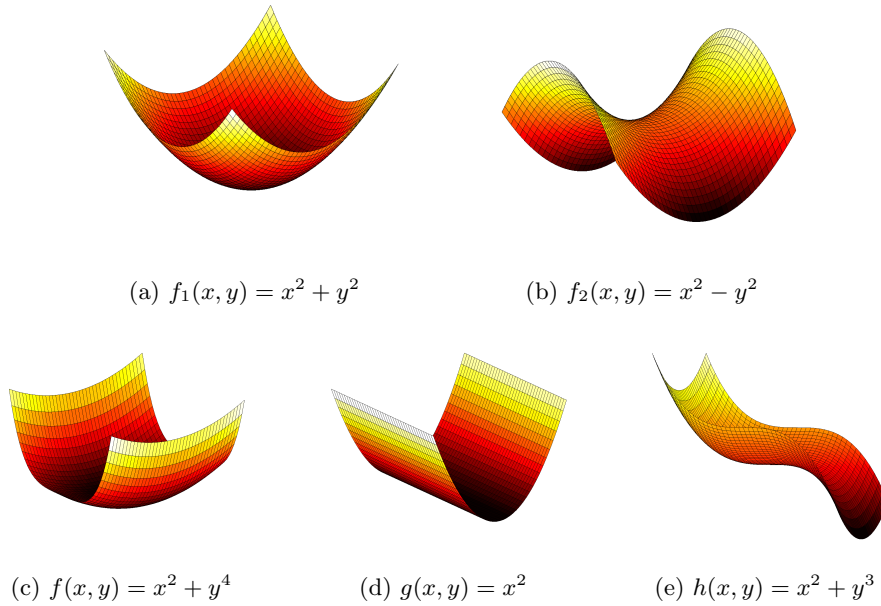 (a) f₁(x, y) = x² + y²
(b) f₂(x, y) = x² − y²
(c) f(x, y) = x² + y⁴
(d) g(x, y) = x²
(e) h(x, y) = x² + y³